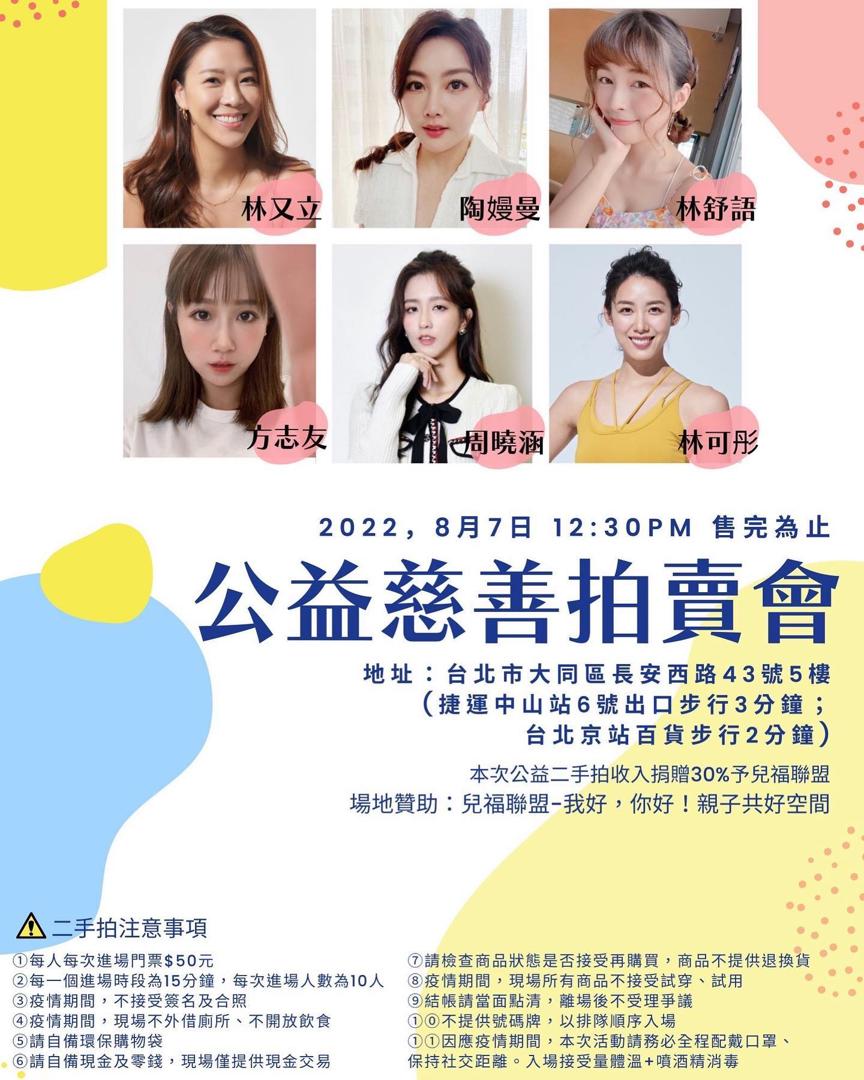 林又立
陶嫚曼
林舒語
方志友
周曉涵
林可彤
2022, 8月7日 12:30PM 售完為止
公益慈善拍賣會
地址：台北市大同區長安西路43號5樓
(捷運中山站6號出口步行3分鐘；
台北京站百貨步行2分鐘)
本次公益二手拍收入捐贈30%予兒福聯盟
場地贊助：兒福聯盟-我好，你好！親子共好空間
二手拍注意事項
①每人每次進場門票$50元
②每一個進場時段為15分鐘，每次進場人數為10人
③疫情期間，不接受簽名及合照
④疫情期間，現場不外借廁所、不開放飲食
⑤請自備環保購物袋
⑥請自備現金及零錢，現場僅提供現金交易
⑦請檢查商品狀態是否接受再購買，商品不提供退換貨
⑧疫情期間，現場所有商品不接受試穿、試用
⑨結帳請當面點清，離場後不受理爭議
①⓪不提供號碼牌，以排隊順序入場
①①因應疫情期間，本次活動請務必全程配戴口罩、
保持社交距離。入場接受量體溫+噴酒精消毒